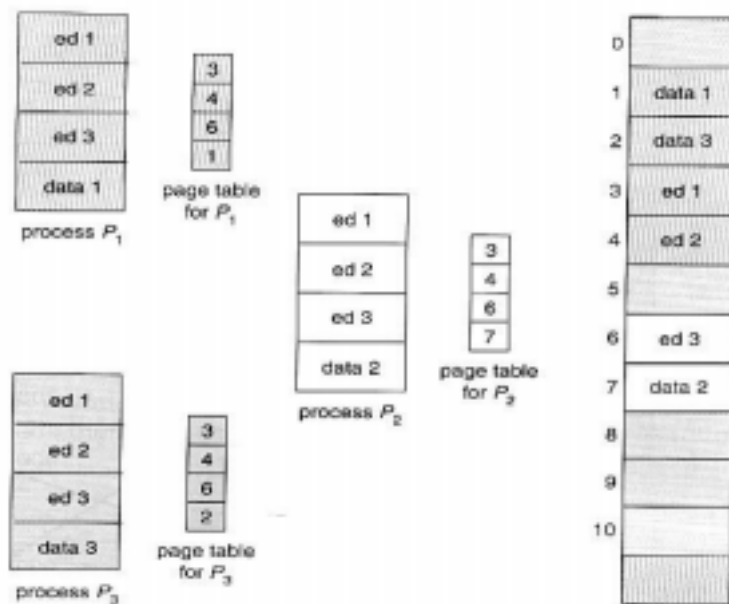 ed 1
ed 2
ed 3
data 1
process P1
3
4
6
1
page table
for P1
ed 1
ed 2
ed 3
data 2
process P2
3
4
6
7
page table
for P2
ed 1
ed 2
ed 3
data 3
process P3
3
4
6
2
page table
for P3
0
1 data 1
2 data 3
3 ed 1
4 ed 2
5
6 ed 3
7 data 2
8
9
10